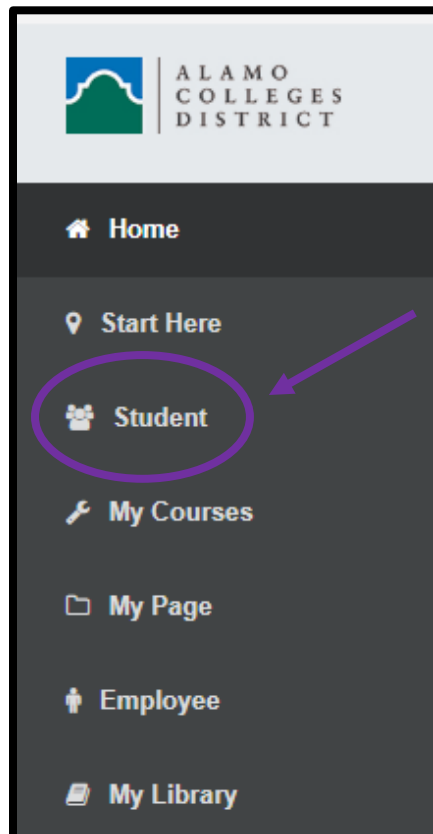 ALAMO
COLLEGES
DISTRICT
Home
Start Here
Student
My Courses
My Page
Employee
My Library